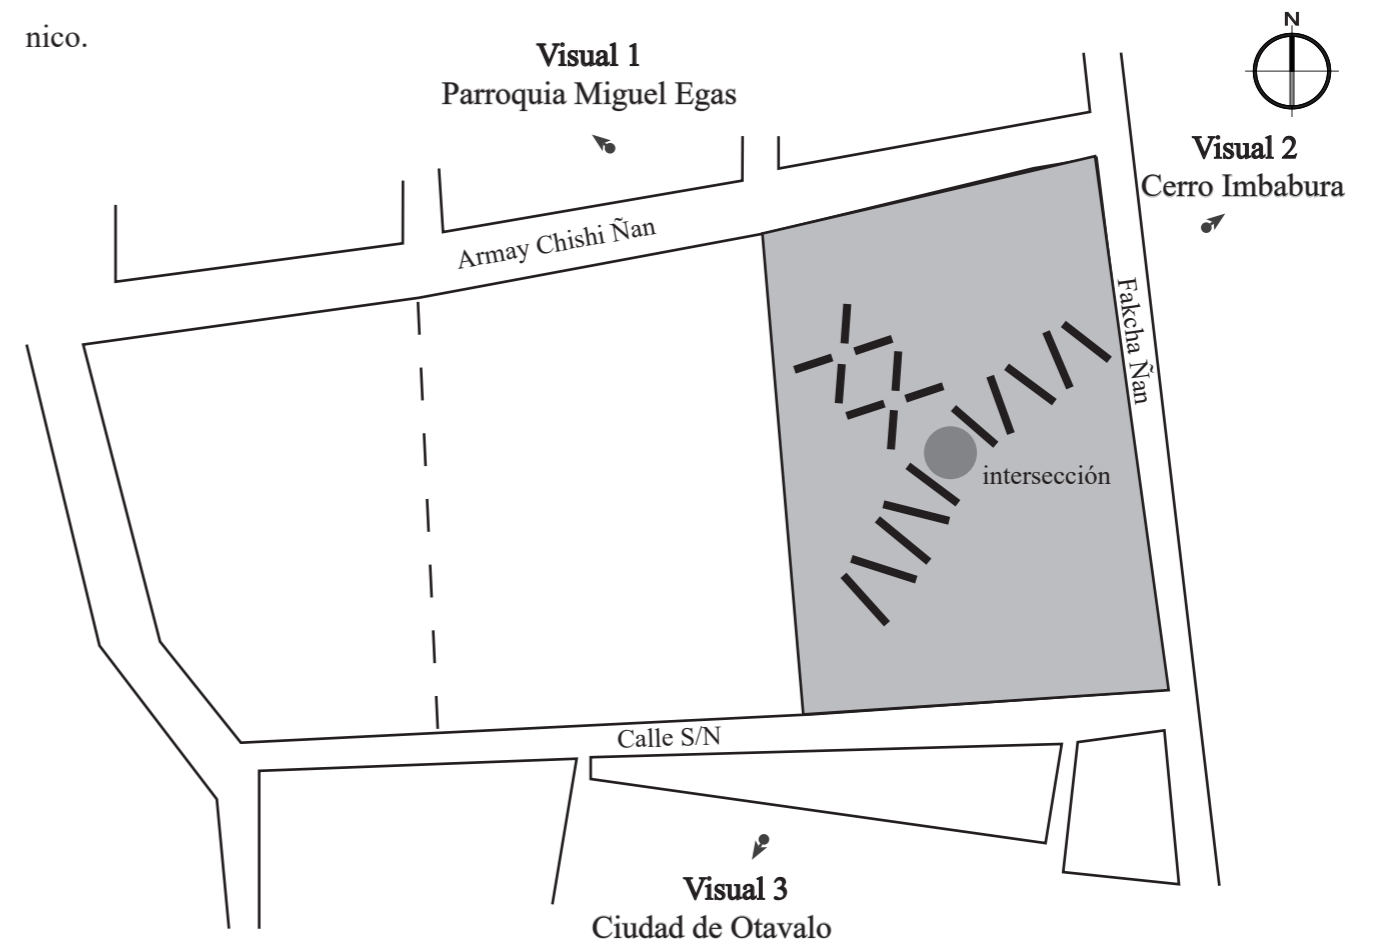 nico.
N
Visual 1
Parroquia Miguel Egas
Visual 2
Cerro Imbabura
Armay Chishi Ñan
Fakcha Ñan
intersección
Calle S/N
Visual 3
Ciudad de Otavalo